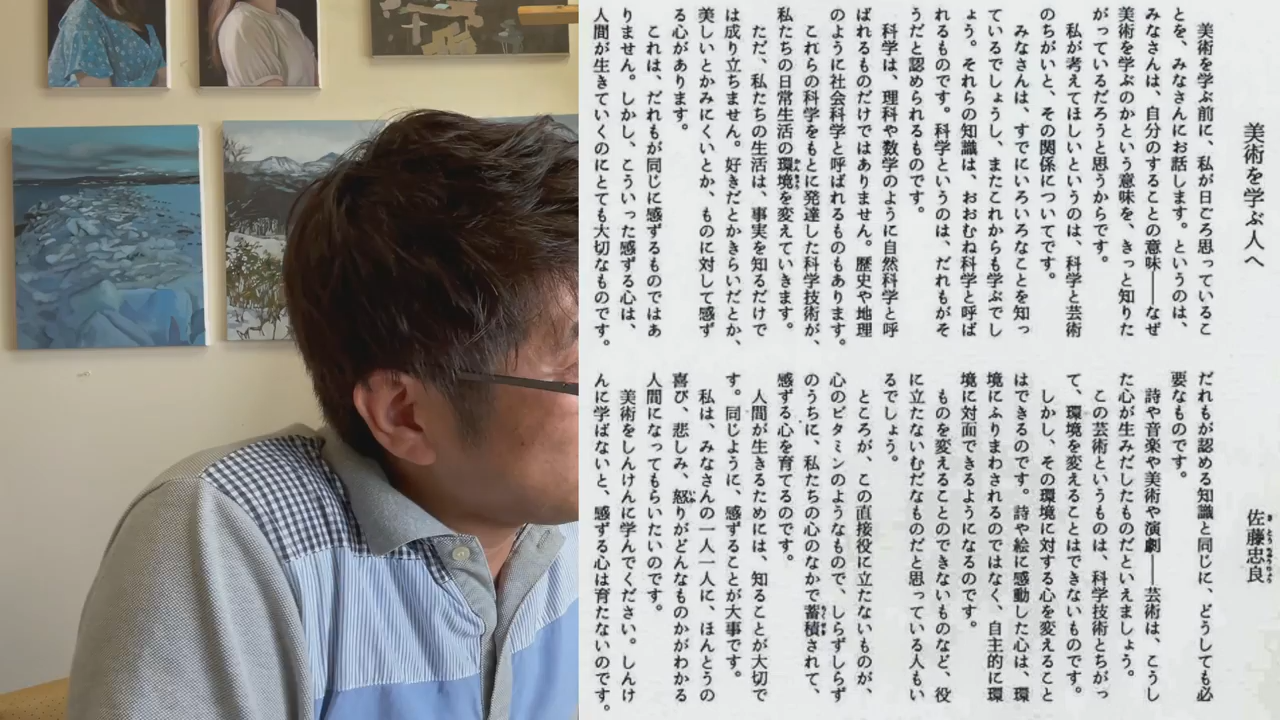 美術を学ぶ人へ
佐藤忠良
美術を学ぶ前に、私が日ごろ思っているこ
とを、みなさんにお話します。というのは、
みなさんは、自分のすることの意味――なぜ
美術を学ぶのかという意味を、きっと知りた
がっているだろうと思うからです。
私が考えてほしいというのは、科学と芸術
のちがいと、その関係についてです。
みなさんは、すでにいろいろなことを知っ
ているでしょうし、またこれからも学ぶでし
ょう。それらの知識は、おおむね科学と呼ば
れるものです。科学というのは、だれもがそ
うだと認められるものです。
科学は、理科や数学のように自然科学と呼
ばれるものだけではありません。歴史や地理
のように社会科学と呼ばれるものもあります。
これらの科学をもとに発達した科学技術が、
私たちの日常生活の環境を変えていきます。
ただ、私たちの生活は、事実を知るだけで
は成り立ちません。好きだとかきらいだとか、
美しいとかみにくいとか、ものに対して感ず
る心があります。
これは、だれもが同じに感ずるものではあ
りません。しかし、こういった感ずる心は、
人間が生きていくのにとても大切なものです。
だれもが認める知識と同じに、どうしても必
要なものです。
詩や音楽や美術や演劇――芸術は、こうし
た心が生みだしたものだといえましょう。
この芸術というものは、科学技術とちがっ
て、環境を変えることはできないものです。
しかし、その環境に対する心を変えること
はできるのです。詩や絵に感動した心は、環
境にふりまわされるのではなく、自主的に環
境に対面できるようになるのです。
ものを変えることのできないものなど、役
に立たないむだなものだと思っている人もい
るでしょう。
ところが、この直接役に立たないものが、
心のビタミンのようなもので、しらずしらず
のうちに、私たちの心のなかで蓄積されて、
感ずる心を育てるのです。
人間が生きるためには、知ることが大切で
す。同じように、感ずることが大事です。
私は、みなさんの一人一人に、ほんとうの
喜び、悲しみ、怒りがどんなものかがわかる
人間になってもらいたいのです。
美術をしんけんに学んでください。しんけ
んに学ばないと、感ずる心は育たないのです。